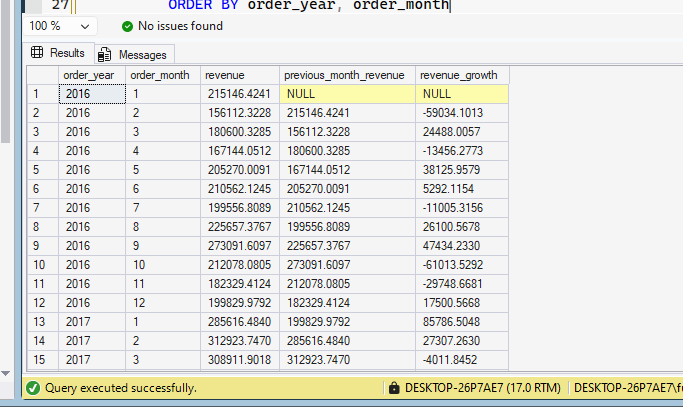 27 ORDER BY order_year, order_month
100 % No issues found
Results Messages
order_year order_month revenue previous_month_revenue revenue_growth
1 2016 1 215146.4241 NULL NULL
2 2016 2 156112.3228 215146.4241 -59034.1013
3 2016 3 180600.3285 156112.3228 24488.0057
4 2016 4 167144.0512 180600.3285 -13456.2773
5 2016 5 205270.0091 167144.0512 38125.9579
6 2016 6 210562.1245 205270.0091 5292.1154
7 2016 7 199556.8089 210562.1245 -11005.3156
8 2016 8 225657.3767 199556.8089 26100.5678
9 2016 9 273091.6097 225657.3767 47434.2330
10 2016 10 212078.0805 273091.6097 -61013.5292
11 2016 11 182329.4124 212078.0805 -29748.6681
12 2016 12 199829.9792 182329.4124 17500.5668
13 2017 1 285616.4840 199829.9792 85786.5048
14 2017 2 312923.7470 285616.4840 27307.2630
15 2017 3 308911.9018 312923.7470 -4011.8452
Query executed successfully. DESKTOP-26P7AE7 (17.0 RTM) DESKTOP-26P7AE7\